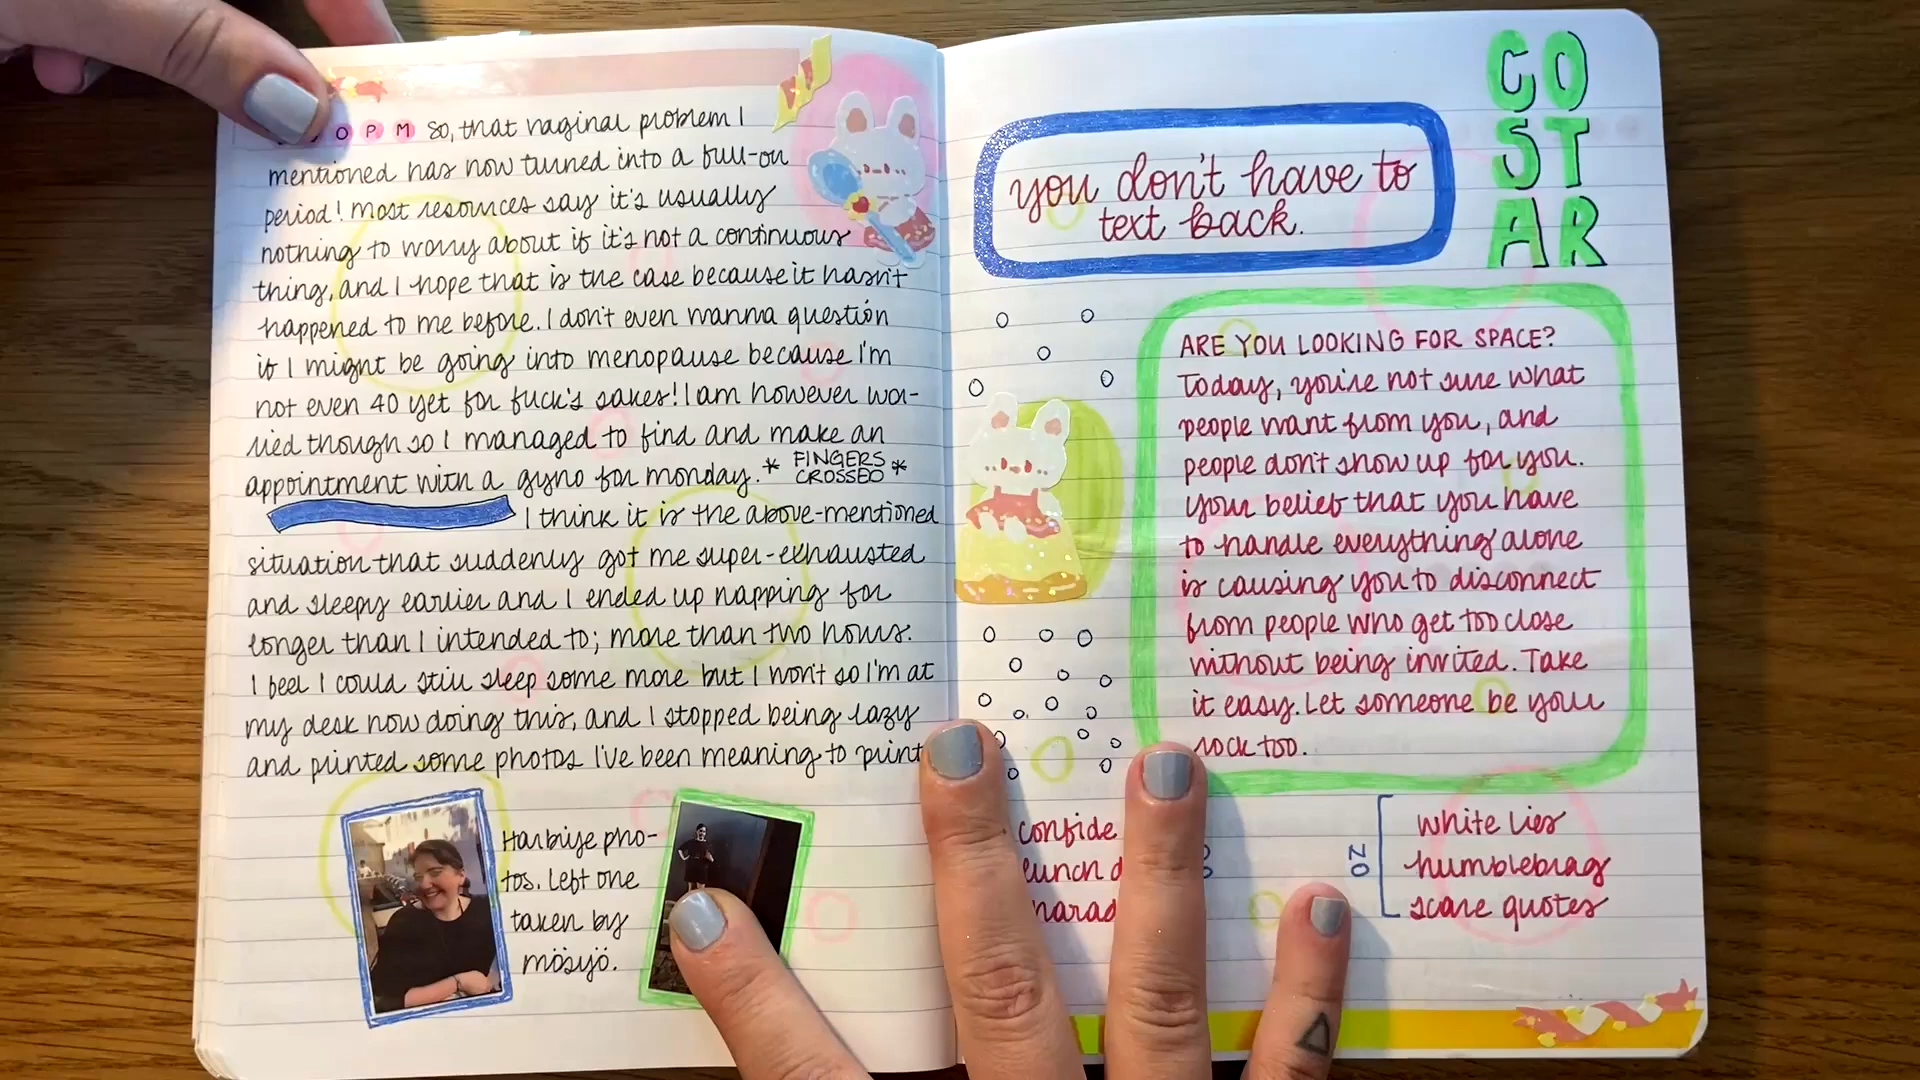 0 P M So, that vaginal problem I
mentioned has now turned into a full-on
period! Most resources say it's usually
nothing to worry about if it's not a continuous
thing, and I hope that is the case because it hasn't
happened to me before. I don't even wanna question
if I might be going into menopause because I'm
not even 40 yet for fuck's sakes! I am however wor-
ried though so I managed to find and make an
appointment with a gyno for monday. * FINGERS CROSSED *
I think it is the above-mentioned
situation that suddenly got me super-exhausted
and sleepy earlier and I ended up napping for
longer than I intended to; more than two hours.
I feel I could still sleep some more but I won't so I'm at
my desk now doing this, and I stopped being lazy
and printed some photos I've been meaning to print
Harbiye pho-
tos. Left one
taken by
mösyö.
CO
ST
AR
you don't have to
text back.
ARE YOU LOOKING FOR SPACE?
Today, you're not sure what
people want from you, and
people don't show up for you.
Your belief that you have
to handle everything alone
is causing you to disconnect
from people who get too close
without being invited. Take
it easy. Let someone be your
rock too.
confide
lunch d
NO
white lies
humblebrag
scare quotes